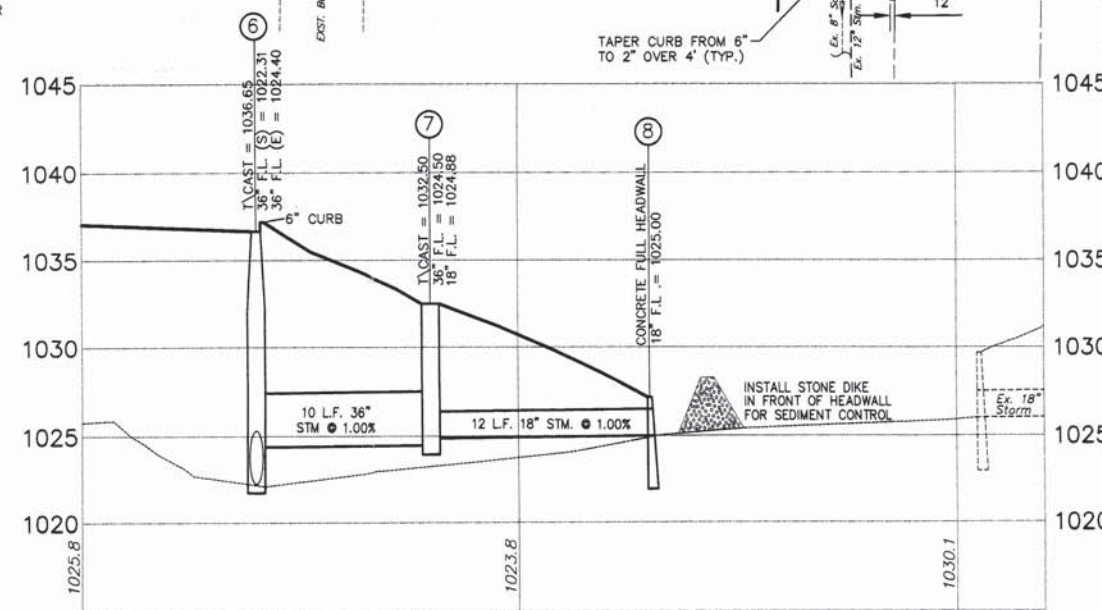 R
6
EXST. B
TAPER CURB FROM 6"
TO 2" OVER 4' (TYP.)
Ex. 8" Sa
Ex. 12" Stm.
12
1045
1045
T\CAST = 1036.65
36" F.L. (S) = 1022.31
36" F.L. (E) = 1024.40
7
8
T\CAST = 1032.50
36" F.L. = 1024.50
18" F.L. = 1024.88
CONCRETE FULL HEADWALL
18" F.L .= 1025.00
1040
1040
6" CURB
1035
1035
1030
1030
INSTALL STONE DIKE
IN FRONT OF HEADWALL
FOR SEDIMENT CONTROL
Ex. 18"
Storm
10 L.F. 36"
STM @ 1.00%
12 L.F. 18" STM. @ 1.00%
1025
1025
1020
1020
1025.8
1023.8
1030.1